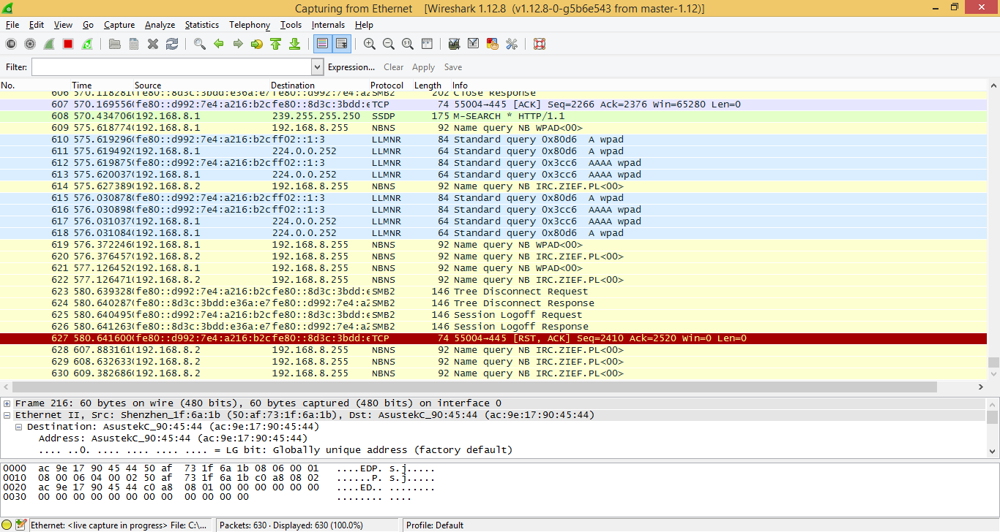 Capturing from Ethernet [Wireshark 1.12.8 (v1.12.8-0-g5b6e543 from master-1.12)]
File Edit View Go Capture Analyze Statistics Telephony Tools Internals Help
Filter: Expression... Clear Apply Save
No. Time Source Destination Protocol Length Info
606 570.118281( fe80::8d3c:3bdd:e36a:e7 fe80::d992:7e4:a2 SMB2 202 Close Response
607 570.169556( fe80::d992:7e4:a216:b2c fe80::8d3c:3bdd:e TCP 74 55004→445 [ACK] Seq=2266 Ack=2376 Win=65280 Len=0
608 570.434706( 192.168.8.1 239.255.255.250 SSDP 175 M-SEARCH * HTTP/1.1
609 575.618774( 192.168.8.1 192.168.8.255 NBNS 92 Name query NB WPAD<00>
610 575.619296( fe80::d992:7e4:a216:b2c ff02::1:3 LLMNR 84 Standard query 0x80d6 A wpad
611 575.619492( 192.168.8.1 224.0.0.252 LLMNR 64 Standard query 0x80d6 A wpad
612 575.619875( fe80::d992:7e4:a216:b2c ff02::1:3 LLMNR 84 Standard query 0x3cc6 AAAA wpad
613 575.620037( 192.168.8.1 224.0.0.252 LLMNR 64 Standard query 0x3cc6 AAAA wpad
614 575.627389( 192.168.8.2 192.168.8.255 NBNS 92 Name query NB IRC.ZIEF.PL<00>
615 576.030878( fe80::d992:7e4:a216:b2c ff02::1:3 LLMNR 84 Standard query 0x80d6 A wpad
616 576.030898( fe80::d992:7e4:a216:b2c ff02::1:3 LLMNR 84 Standard query 0x3cc6 AAAA wpad
617 576.031037( 192.168.8.1 224.0.0.252 LLMNR 64 Standard query 0x3cc6 AAAA wpad
618 576.031084( 192.168.8.1 224.0.0.252 LLMNR 64 Standard query 0x80d6 A wpad
619 576.372246( 192.168.8.1 192.168.8.255 NBNS 92 Name query NB WPAD<00>
620 576.376457( 192.168.8.2 192.168.8.255 NBNS 92 Name query NB IRC.ZIEF.PL<00>
621 577.126452( 192.168.8.1 192.168.8.255 NBNS 92 Name query NB WPAD<00>
622 577.126471( 192.168.8.2 192.168.8.255 NBNS 92 Name query NB IRC.ZIEF.PL<00>
623 580.639328( fe80::d992:7e4:a216:b2c fe80::8d3c:3bdd:e SMB2 146 Tree Disconnect Request
624 580.640287( fe80::8d3c:3bdd:e36a:e7 fe80::d992:7e4:a2 SMB2 146 Tree Disconnect Response
625 580.640495( fe80::d992:7e4:a216:b2c fe80::8d3c:3bdd:e SMB2 146 Session Logoff Request
626 580.641263( fe80::8d3c:3bdd:e36a:e7 fe80::d992:7e4:a2 SMB2 146 Session Logoff Response
627 580.641600( fe80::d992:7e4:a216:b2c fe80::8d3c:3bdd:e TCP 74 55004→445 [RST, ACK] Seq=2410 Ack=2520 Win=0 Len=0
628 607.883161( 192.168.8.2 192.168.8.255 NBNS 92 Name query NB IRC.ZIEF.PL<00>
629 608.632633( 192.168.8.2 192.168.8.255 NBNS 92 Name query NB IRC.ZIEF.PL<00>
630 609.382686( 192.168.8.2 192.168.8.255 NBNS 92 Name query NB IRC.ZIEF.PL<00>
Frame 216: 60 bytes on wire (480 bits), 60 bytes captured (480 bits) on interface 0
Ethernet II, Src: Shenzhen_1f:6a:1b (50:af:73:1f:6a:1b), Dst: AsustekC_90:45:44 (ac:9e:17:90:45:44)
Destination: AsustekC_90:45:44 (ac:9e:17:90:45:44)
Address: AsustekC_90:45:44 (ac:9e:17:90:45:44)
.... ..0. .... .... .... .... = LG bit: Globally unique address (factory default)
0000 ac 9e 17 90 45 44 50 af 73 1f 6a 1b 08 06 00 01 ....EDP. s.j.....
0010 08 00 06 04 00 02 50 af 73 1f 6a 1b c0 a8 08 02 ......P. s.j.....
0020 ac 9e 17 90 45 44 c0 a8 08 01 00 00 00 00 00 00 ....ED.. ........
0030 00 00 00 00 00 00 00 00 00 00 00 00 ........ ....
Ethernet: <live capture in progress> File: C:\... Packets: 630 · Displayed: 630 (100.0%) Profile: Default